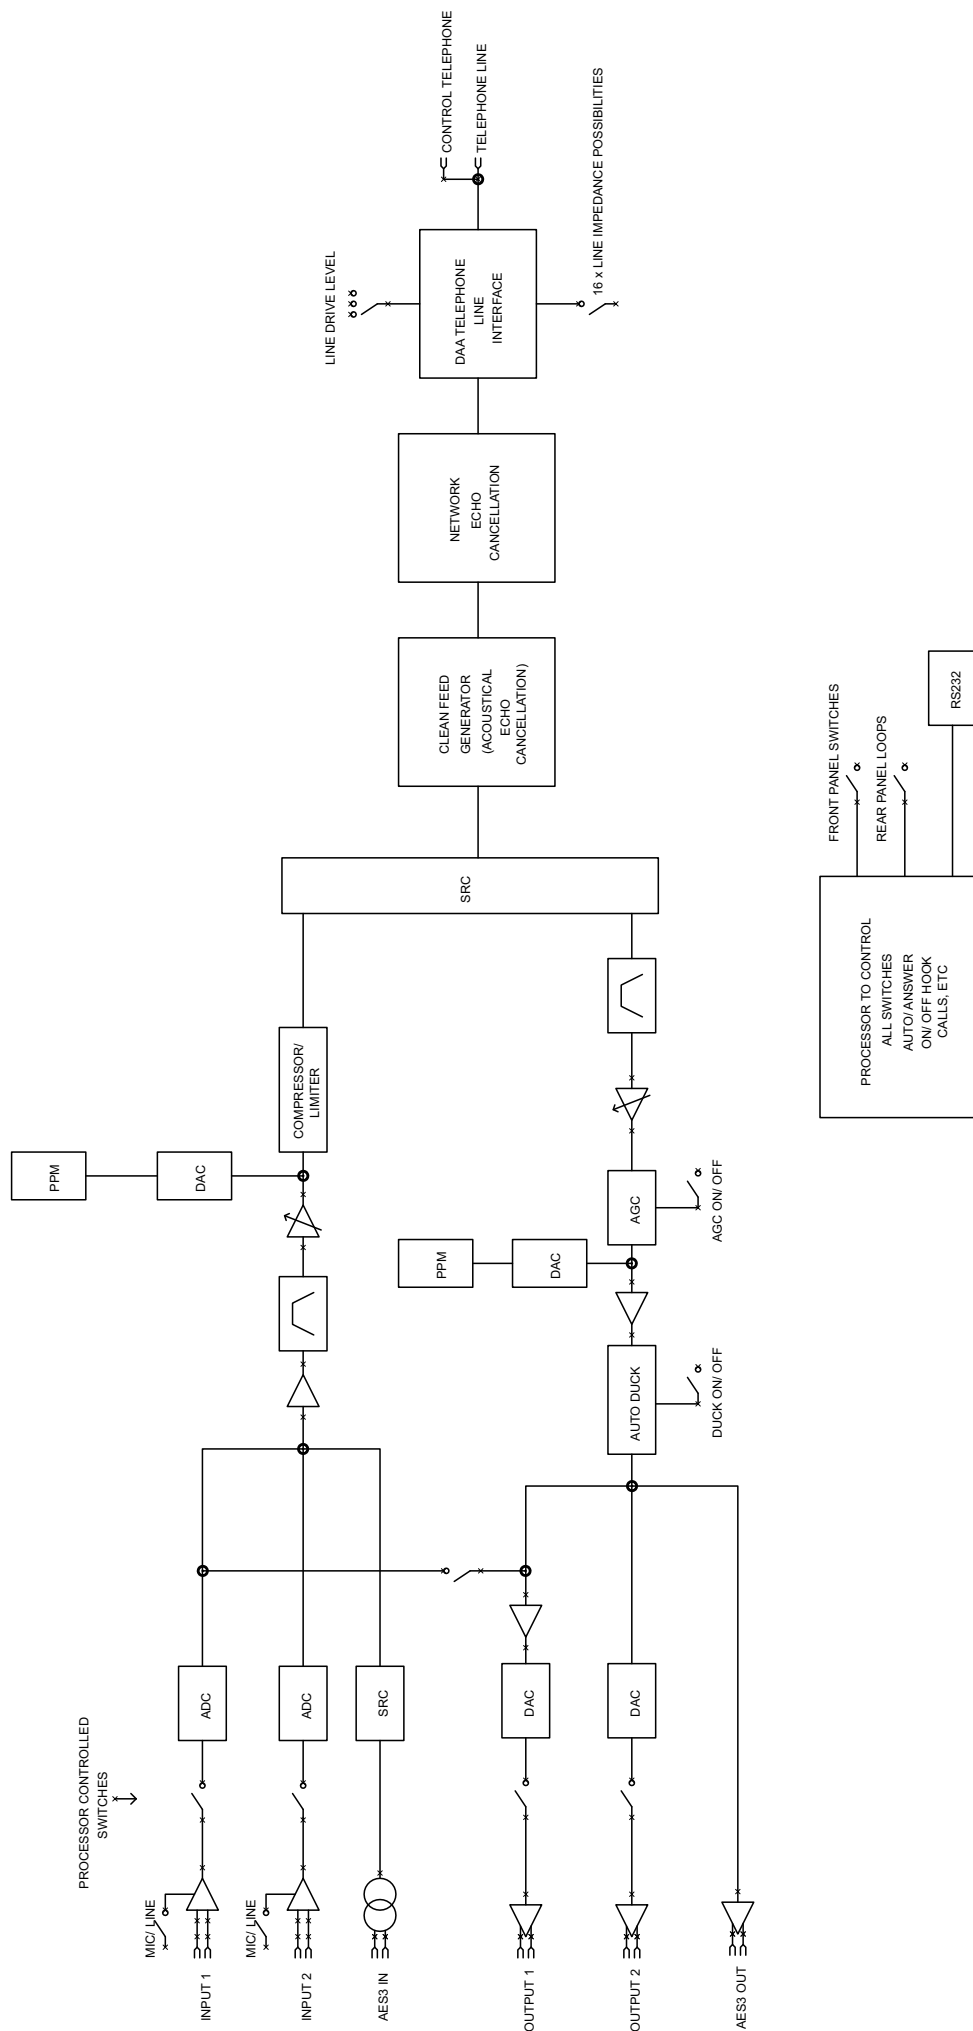 PROCESSOR CONTROLLED
SWITCHES
MIC/ LINE
INPUT 1
ADC
MIC/ LINE
INPUT 2
ADC
AES3 IN
SRC
PPM
DAC
COMPRESSOR/
LIMITER
OUTPUT 1
DAC
OUTPUT 2
DAC
AES3 OUT
AUTO DUCK
DUCK ON/ OFF
PPM
DAC
AGC
AGC ON/ OFF
SRC
CLEAN FEED
GENERATOR
(ACOUSTICAL
ECHO
CANCELLATION)
NETWORK
ECHO
CANCELLATION
LINE DRIVE LEVEL
DAA TELEPHONE
LINE
INTERFACE
16 x LINE IMPEDANCE POSSIBILITIES
CONTROL TELEPHONE
TELEPHONE LINE
PROCESSOR TO CONTROL
ALL SWITCHES
AUTO/ ANSWER
ON/ OFF HOOK
CALLS, ETC
FRONT PANEL SWITCHES
REAR PANEL LOOPS
RS232